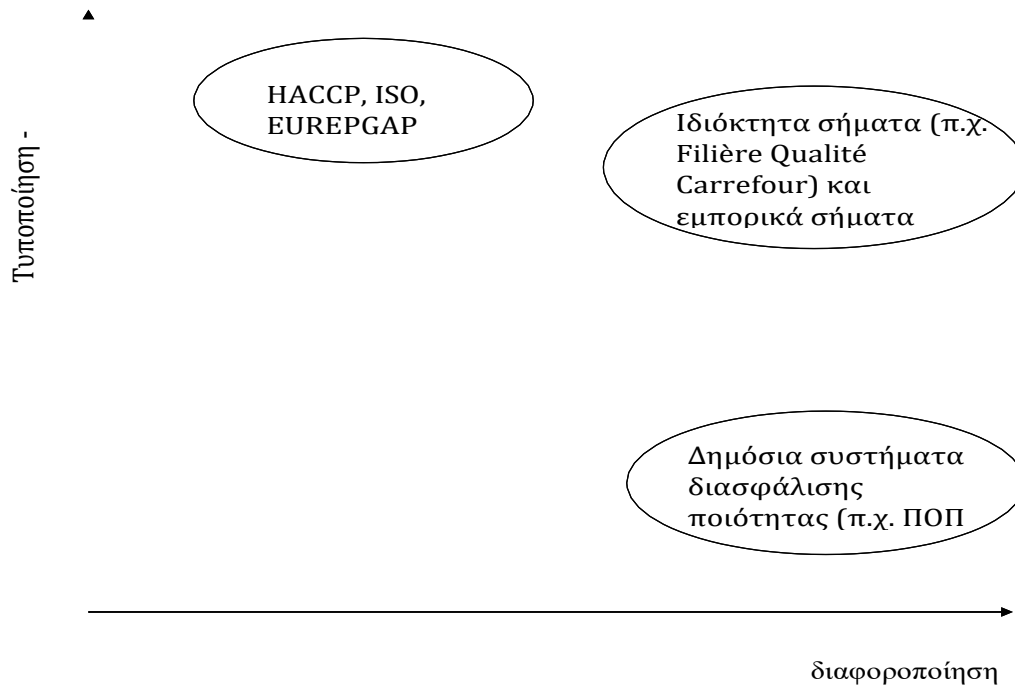 Τυποποίηση -
HACCP, ISO,
EUREPGAP
Ιδιόκτητα σήματα (π.χ.
Filière Qualité
Carrefour) και
εμπορικά σήματα
Δημόσια συστήματα
διασφάλισης
ποιότητας (π.χ. ΠΟΠ
διαφοροποίηση